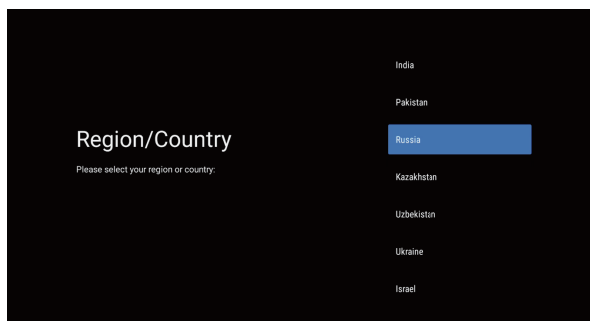 Region/Country
Please select your region or country:
India
Pakistan
Russia
Kazakhstan
Uzbekistan
Ukraine
Israel